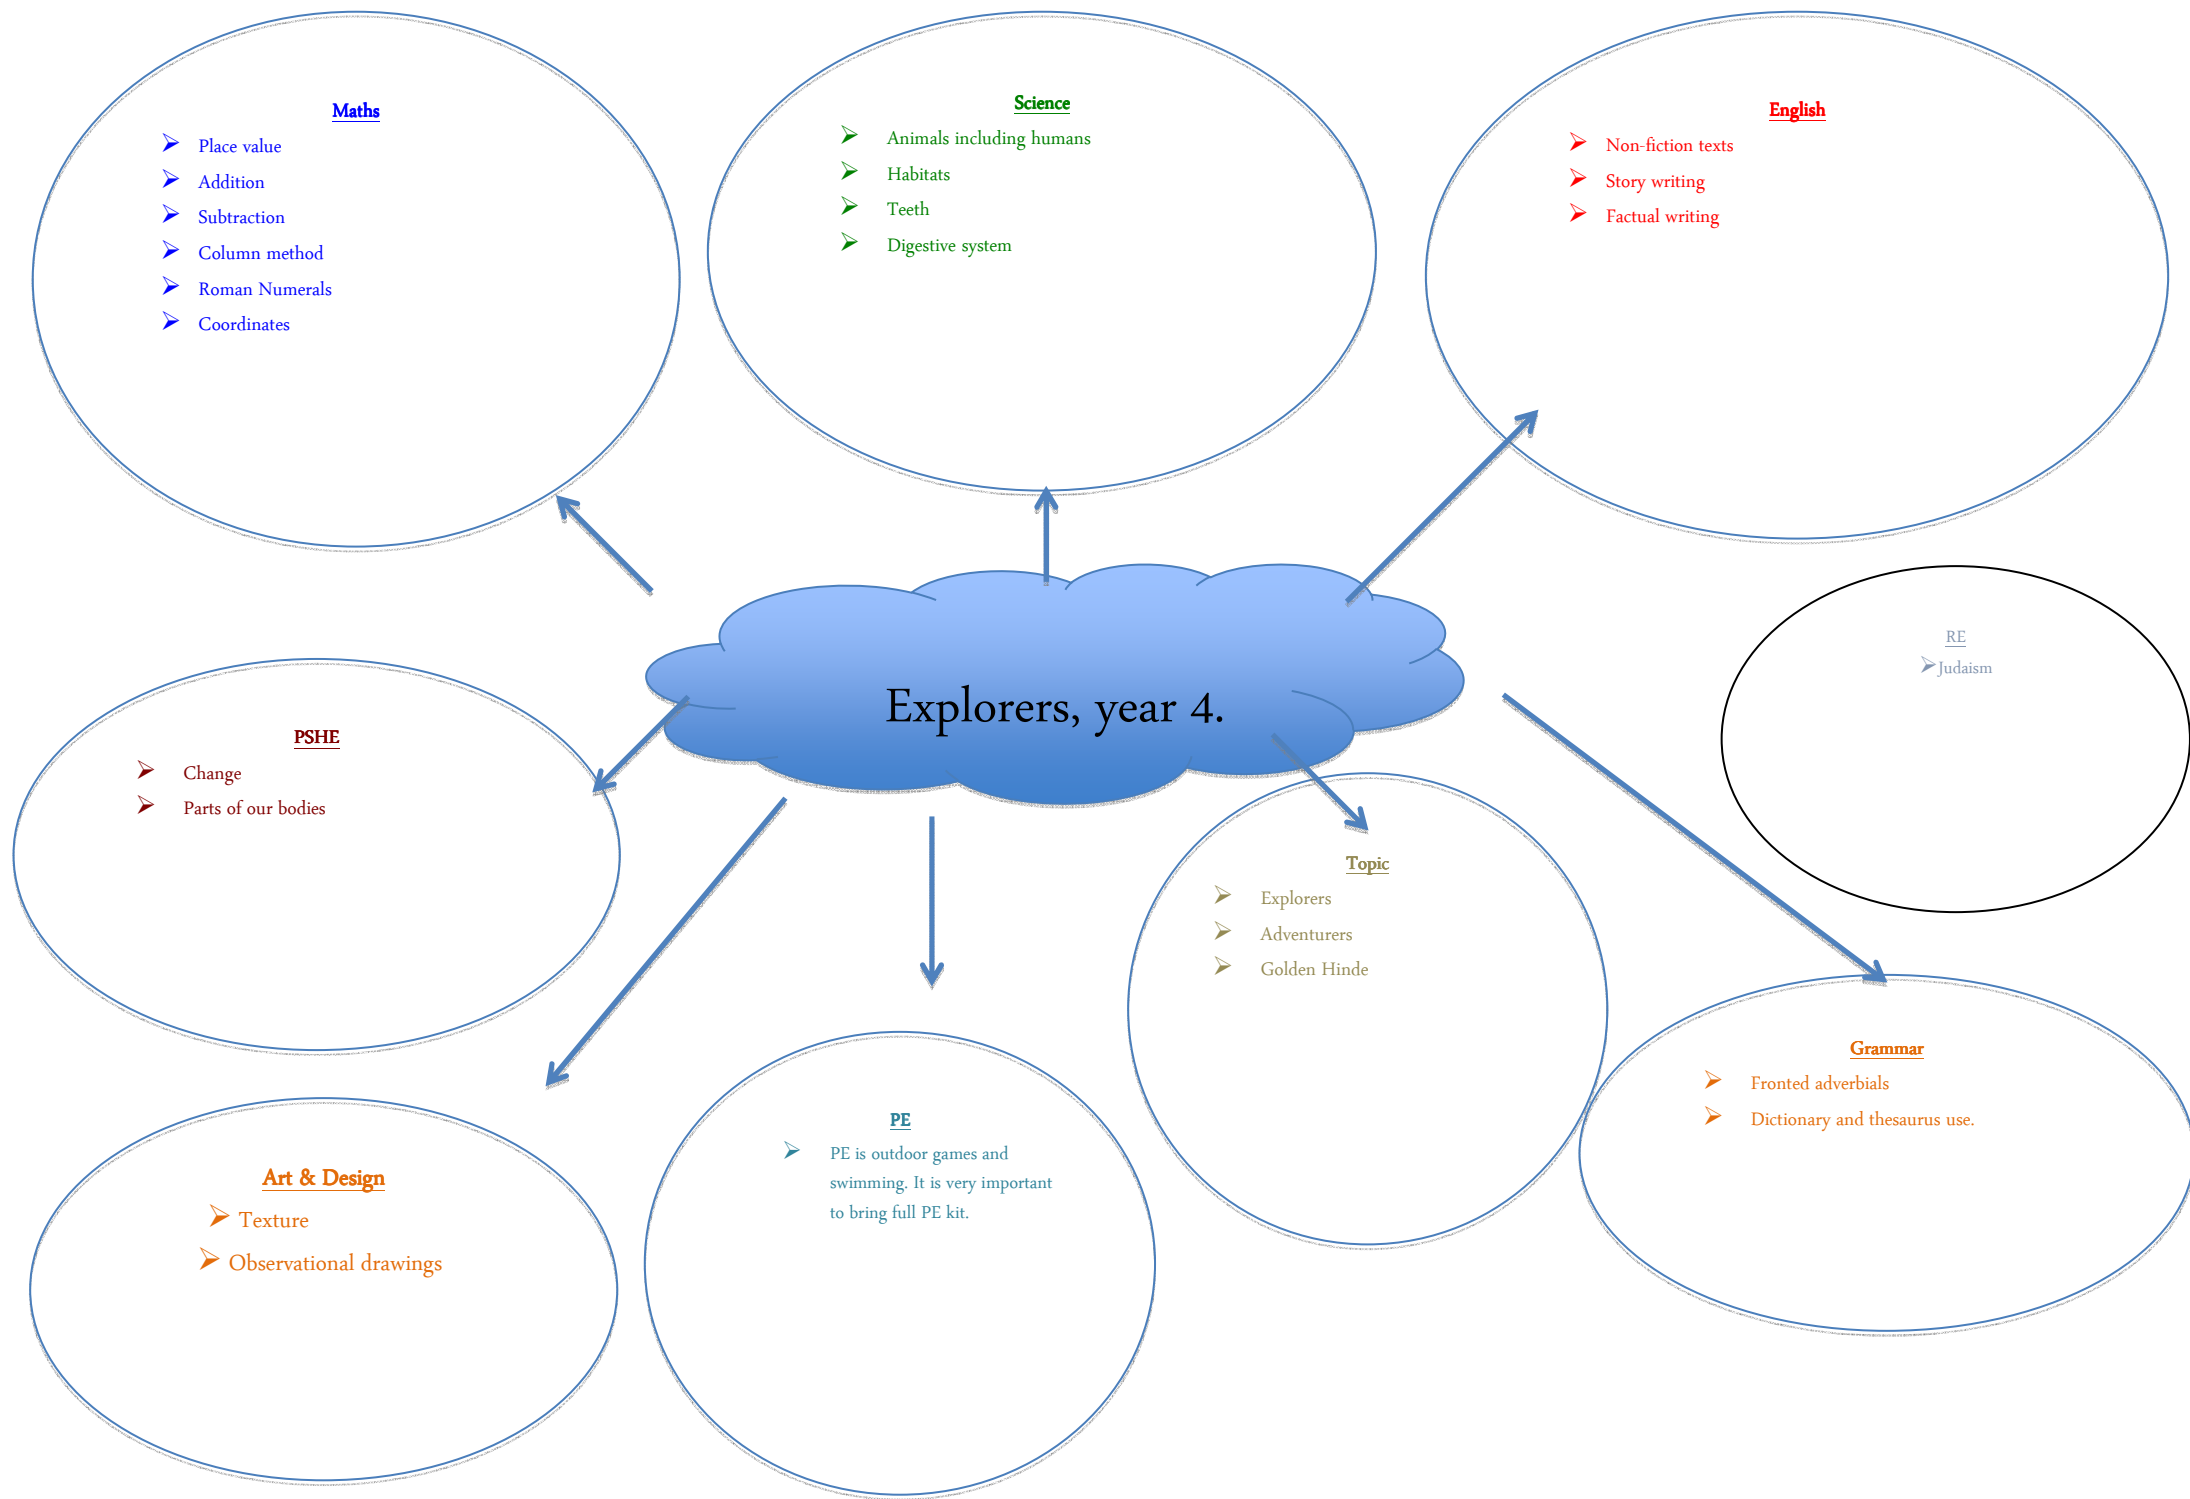 Maths
➢ Place value
➢ Addition
➢ Subtraction
➢ Column method
➢ Roman Numerals
➢ Coordinates
Science
➢ Animals including humans
➢ Habitats
➢ Teeth
➢ Digestive system
English
➢ Non-fiction texts
➢ Story writing
➢ Factual writing
Explorers, year 4.
RE
➢ Judaism
PSHE
➢ Change
➢ Parts of our bodies
Topic
➢ Explorers
➢ Adventurers
➢ Golden Hinde
Grammar
➢ Fronted adverbials
➢ Dictionary and thesaurus use.
Art & Design
➢ Texture
➢ Observational drawings
PE
➢ PE is outdoor games and
swimming. It is very important
to bring full PE kit.